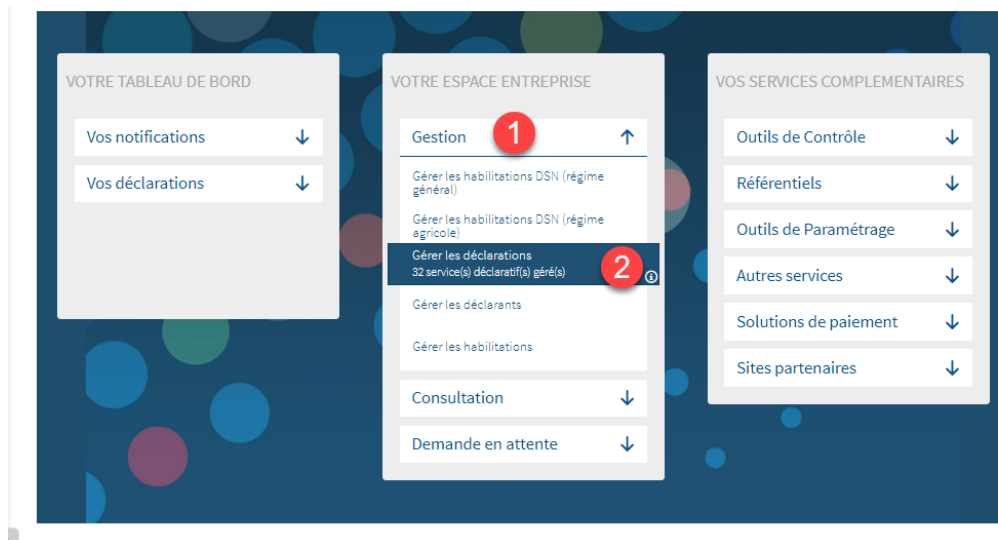 VOTRE TABLEAU DE BORD
Vos notifications
Vos déclarations
VOTRE ESPACE ENTREPRISE
Gestion
1
Gérer les habilitations DSN (régime
général)
Gérer les habilitations DSN (régime
agricole)
Gérer les déclarations
32 service(s) déclaratif(s) géré(s)
2
Gérer les déclarants
Gérer les habilitations
Consultation
Demande en attente
VOS SERVICES COMPLEMENTAIRES
Outils de Contrôle
Référentiels
Outils de Paramétrage
Autres services
Solutions de paiement
Sites partenaires